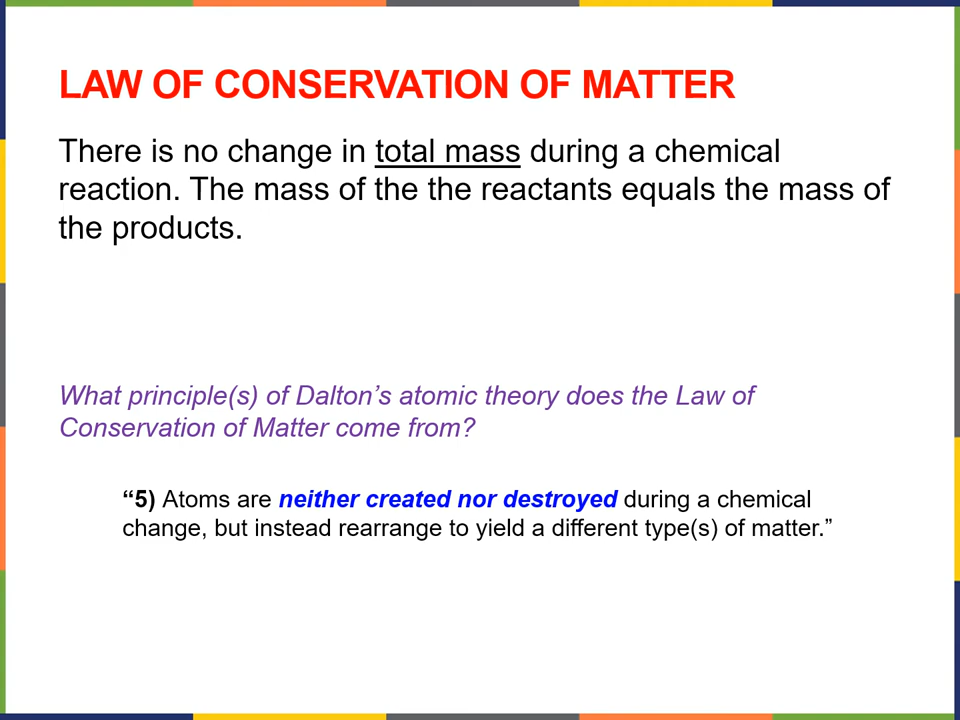 LAW OF CONSERVATION OF MATTER
There is no change in total mass during a chemical
reaction. The mass of the the reactants equals the mass of
the products.
What principle(s) of Dalton’s atomic theory does the Law of
Conservation of Matter come from?
“5) Atoms are neither created nor destroyed during a chemical
change, but instead rearrange to yield a different type(s) of matter.”